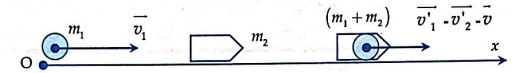 m₁ v⃗₁ m₂ (m₁ + m₂) v⃗'₁ - v⃗'₂ - v⃗
O x